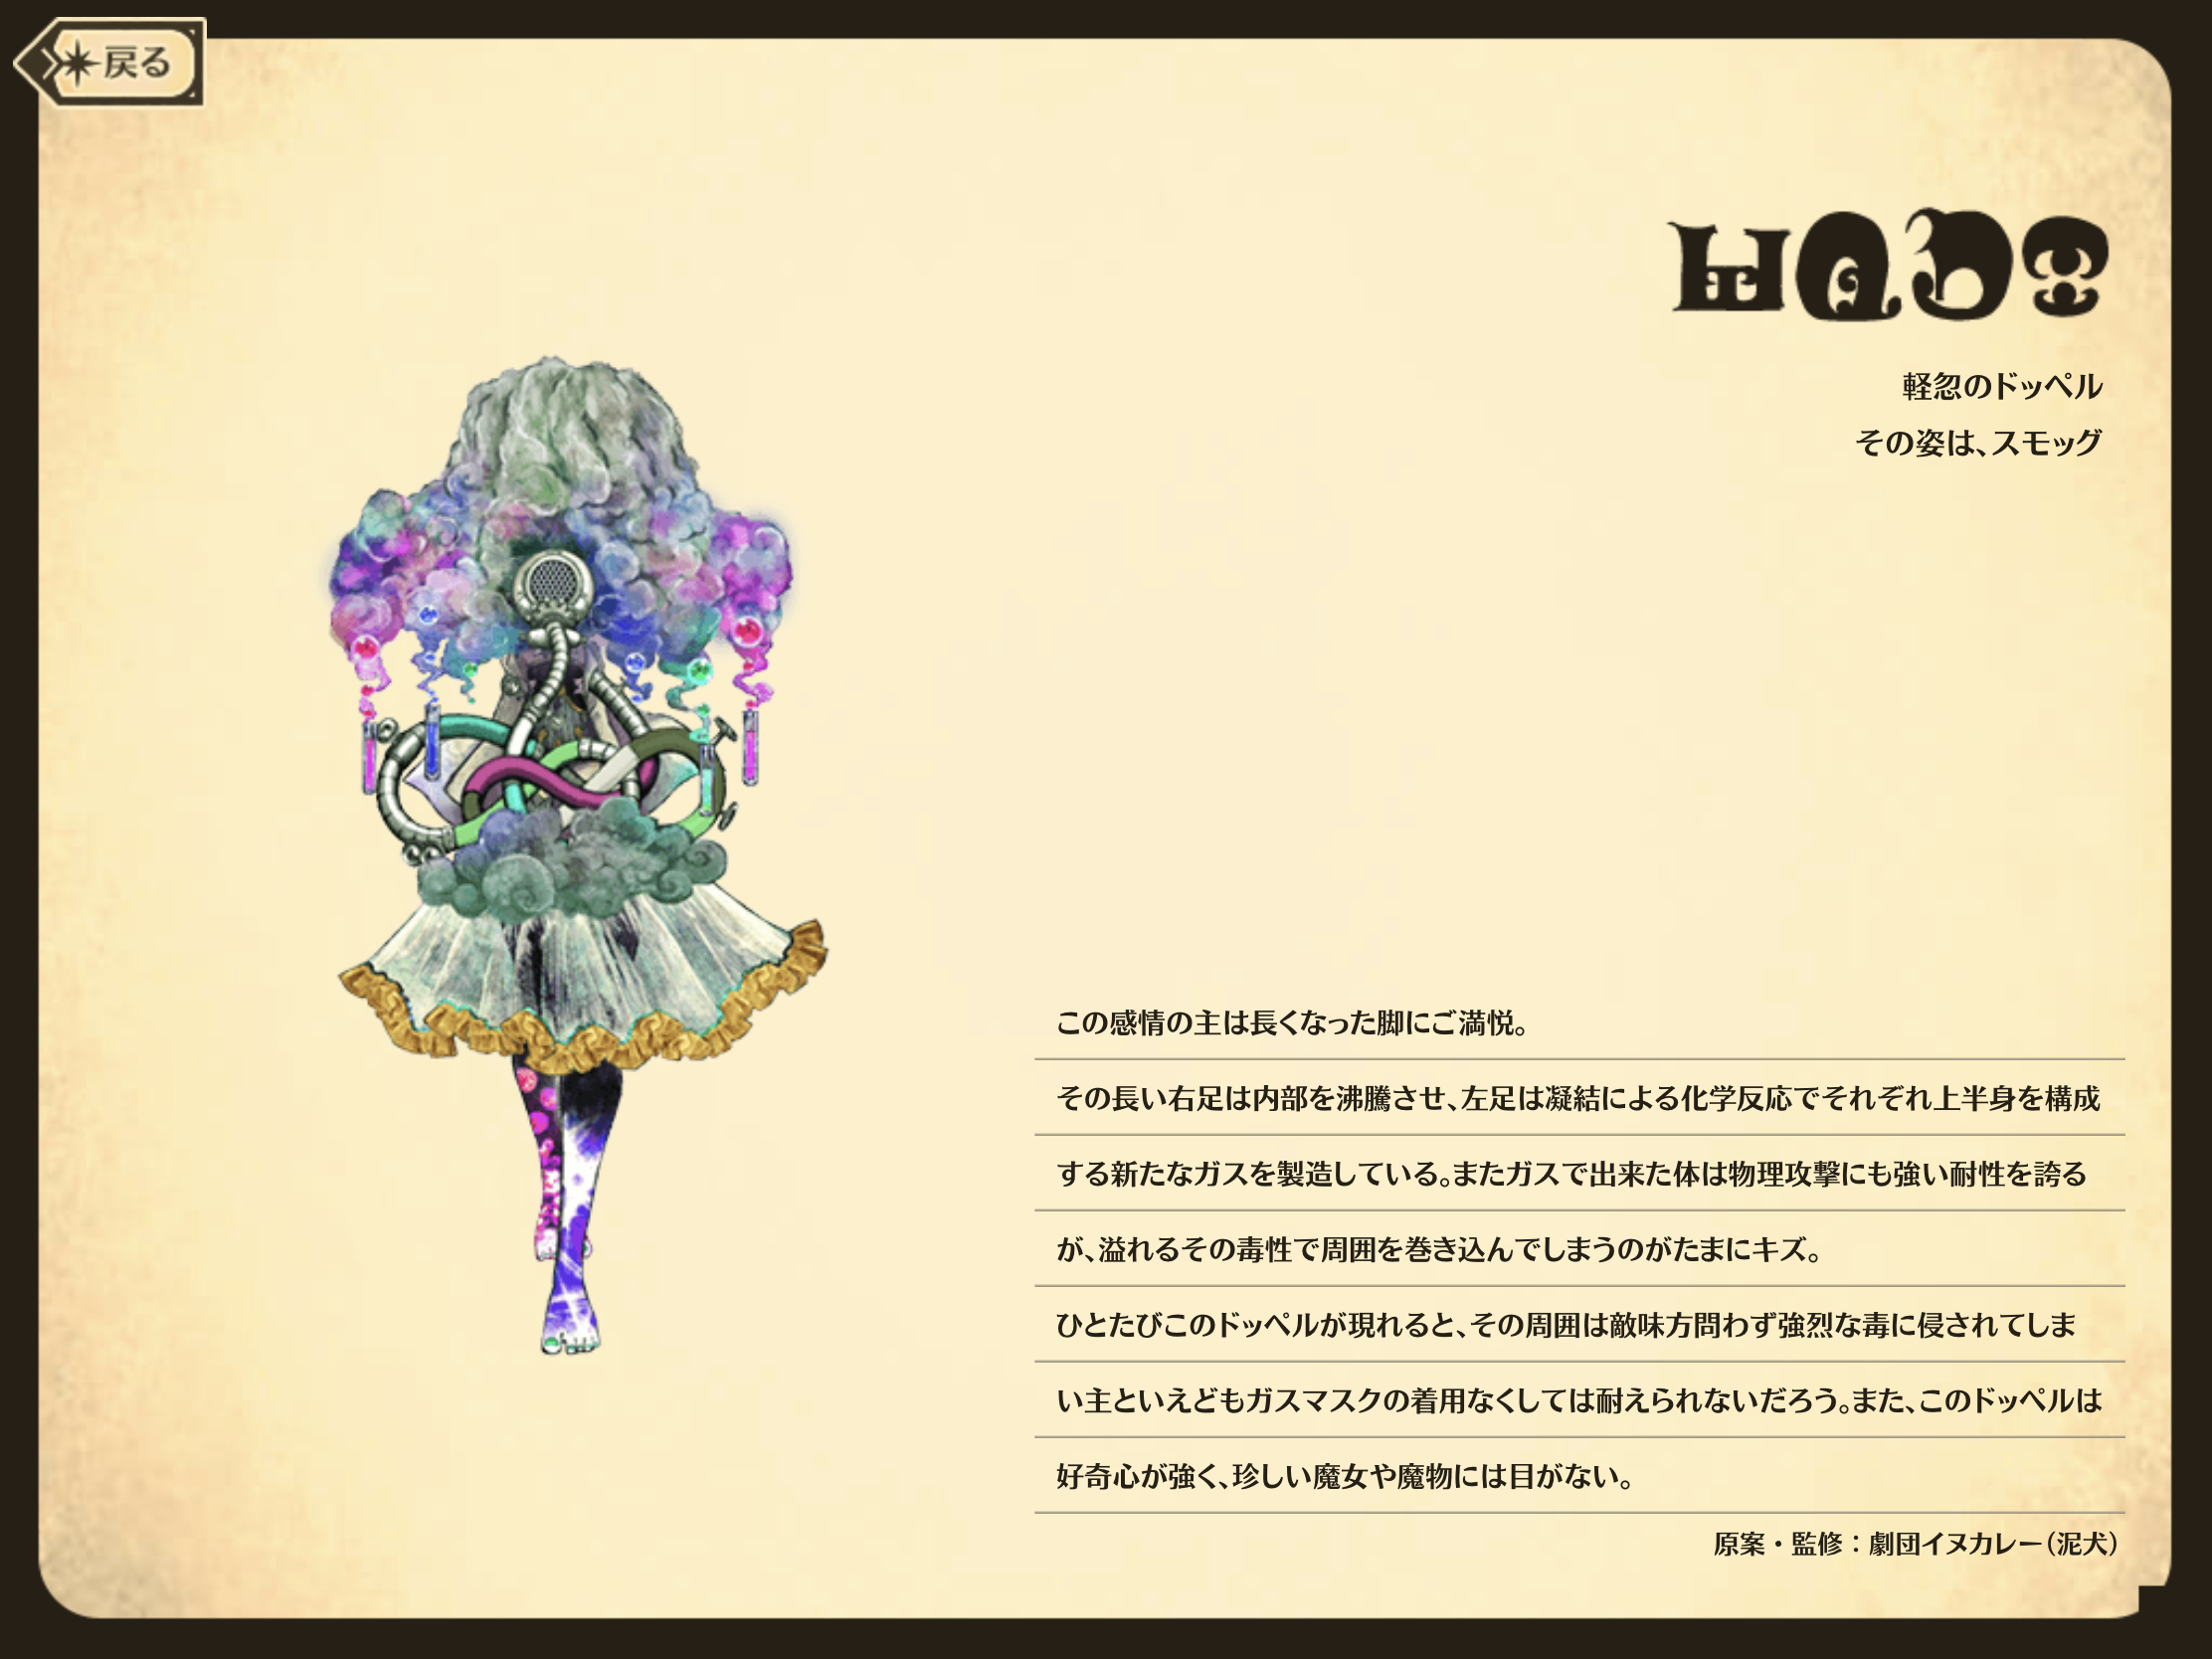 戻る
軽忽のドッペル
その姿は、スモッグ
この感情の主は長くなった脚にご満悦。
その長い右足は内部を沸騰させ、左足は凝結による化学反応でそれぞれ上半身を構成
する新たなガスを製造している。またガスで出来た体は物理攻撃にも強い耐性を誇る
が、溢れるその毒性で周囲を巻き込んでしまうのがたまにキズ。
ひとたびこのドッペルが現れると、その周囲は敵味方問わず強烈な毒に侵されてしま
い主といえどもガスマスクの着用なくしては耐えられないだろう。また、このドッペルは
好奇心が強く、珍しい魔女や魔物には目がない。
原案・監修：劇団イヌカレー（泥犬）